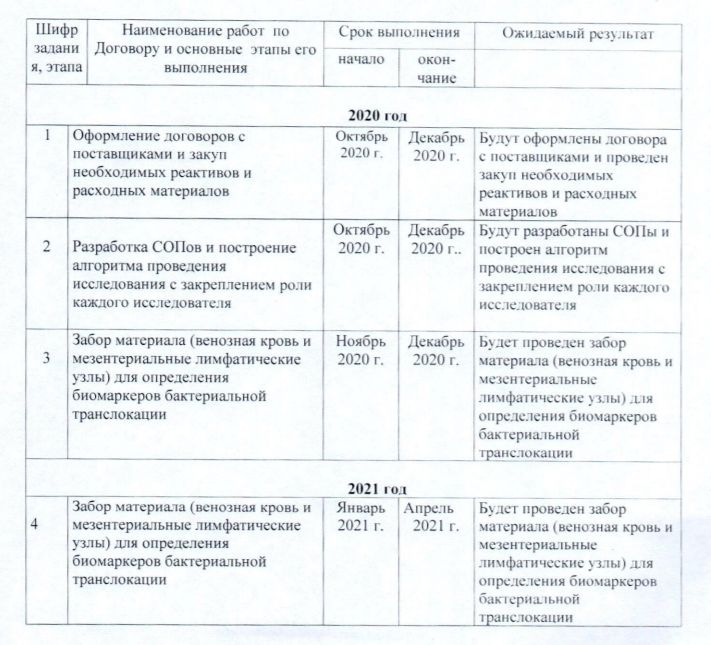 Шифр задани я, этапа
Наименование работ по Договору и основные этапы его выполнения
Срок выполнения
Ожидаемый результат
начало
окон-
чание
2020 год
1
Оформление договоров с
поставщиками и закуп
необходимых реактивов и
расходных материалов
Октябрь
2020 г.
Декабрь
2020 г.
Будут оформлены договора
с поставщиками и проведен
закуп необходимых
реактивов и расходных
материалов
2
Разработка СОПов и построение
алгоритма проведения
исследования с закреплением роли
каждого исследователя
Октябрь
2020 г.
Декабрь
2020 г..
Будут разработаны СОПы и
построен алгоритм
проведения исследования с
закреплением роли каждого
исследователя
3
Забор материала (венозная кровь и
мезентериальные лимфатические
узлы) для определения
биомаркеров бактериальной
транслокации
Ноябрь
2020 г.
Декабрь
2020 г.
Будет проведен забор
материала (венозная кровь и
мезентериальные
лимфатические узлы) для
определения биомаркеров
бактериальной
транслокации
2021 год
4
Забор материала (венозная кровь и
мезентериальные лимфатические
узлы) для определения
биомаркеров бактериальной
транслокации
Январь
2021 г.
Апрель
2021 г.
Будет проведен забор
материала (венозная кровь и
мезентериальные
лимфатические узлы) для
определения биомаркеров
бактериальной
транслокации